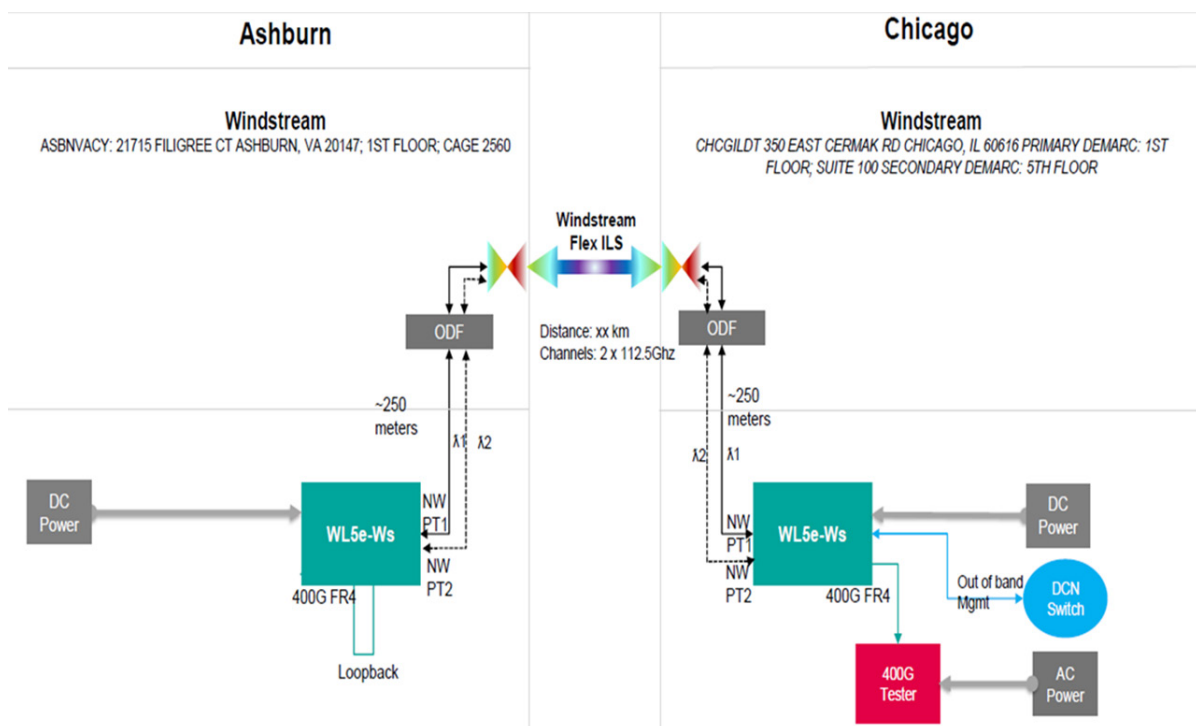 Ashburn
Chicago
Windstream
ASBNVACY: 21715 FILIGREE CT ASHBURN, VA 20147; 1ST FLOOR; CAGE 2560
Windstream
CHCGILDT 350 EAST CERMAK RD CHICAGO, IL 60616 PRIMARY DEMARC: 1ST
FLOOR; SUITE 100 SECONDARY DEMARC: 5TH FLOOR
Windstream
Flex ILS
ODF
Distance: xx km
Channels: 2 x 112.5Ghz
ODF
~250
meters
λ1
λ2
~250
meters
λ2
λ1
DC
Power
WL5e-Ws
NW
PT1
NW
PT2
400G FR4
Loopback
NW
PT1
NW
PT2
WL5e-Ws
400G FR4
DC
Power
Out of band
Mgmt
DCN
Switch
400G
Tester
AC
Power